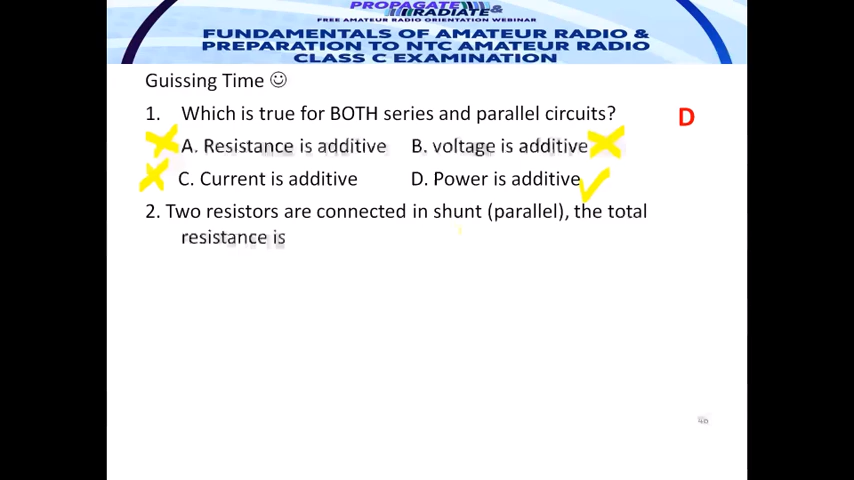 PROPAGATE &
RADIATE
FREE AMATEUR RADIO ORIENTATION WEBINAR
FUNDAMENTALS OF AMATEUR RADIO &
PREPARATION TO NTC AMATEUR RADIO
CLASS C EXAMINATION
Guissing Time ☺
1. Which is true for BOTH series and parallel circuits? D
A. Resistance is additive B. voltage is additive
C. Current is additive D. Power is additive
2. Two resistors are connected in shunt (parallel), the total
resistance is